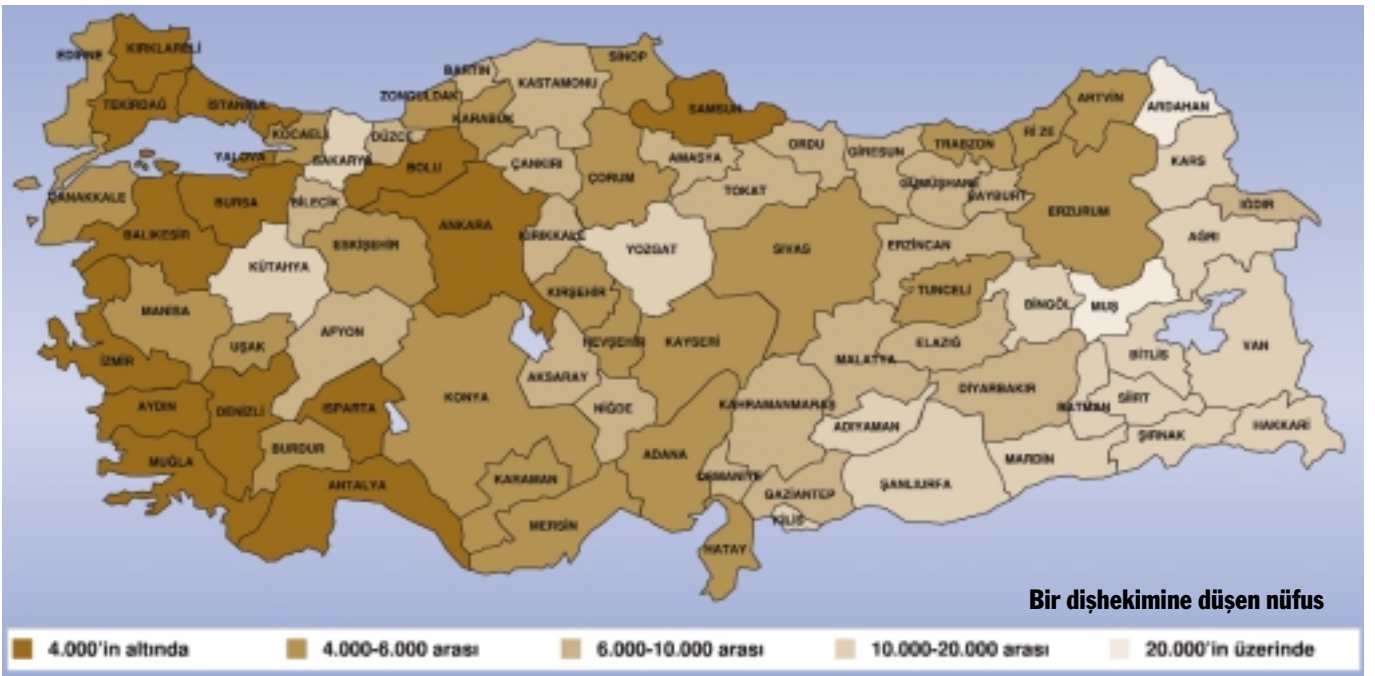 EDİRNE
KIRKLARELİ
TEKİRDAĞ
İSTANBUL
KOCAELİ
YALOVA
SAKARYA
DÜZCE
BOLU
ZONGULDAK
BARTIN
KARABÜK
KASTAMONU
SİNOP
ÇANKIRI
SAMSUN
AMASYA
ÇORUM
TOKAT
ORDU
GİRESUN
GÜMÜŞHANE
TRABZON
BAYBURT
Rİ ZE
ARTVİN
ARDAHAN
KARS
IĞDIR
AĞRI
ERZURUM
ÇANAKKALE
BALIKESİR
BURSA
BİLECİK
KÜTAHYA
ESKİŞEHİR
ANKARA
KIRIKKALE
YOZGAT
SİVAS
ERZİNCAN
TUNCELİ
BİNGÖL
MUŞ
MANİSA
UŞAK
AFYON
KIRŞEHİR
NEVŞEHİR
KAYSERİ
MALATYA
ELAZIĞ
BİTLİS
VAN
İZMİR
AYDIN
DENİZLİ
ISPARTA
KONYA
AKSARAY
NİĞDE
KAHRAMANMARAŞ
ADIYAMAN
DİYARBAKIR
BATMAN
SİİRT
ŞIRNAK
HAKKARİ
MUĞLA
BURDUR
ANTALYA
KARAMAN
MERSİN
ADANA
OSMANİYE
GAZİANTEP
KİLİS
ŞANLIURFA
MARDİN
HATAY
Bir dişhekimine düşen nüfus
4.000'in altında
4.000-6.000 arası
6.000-10.000 arası
10.000-20.000 arası
20.000'in üzerinde